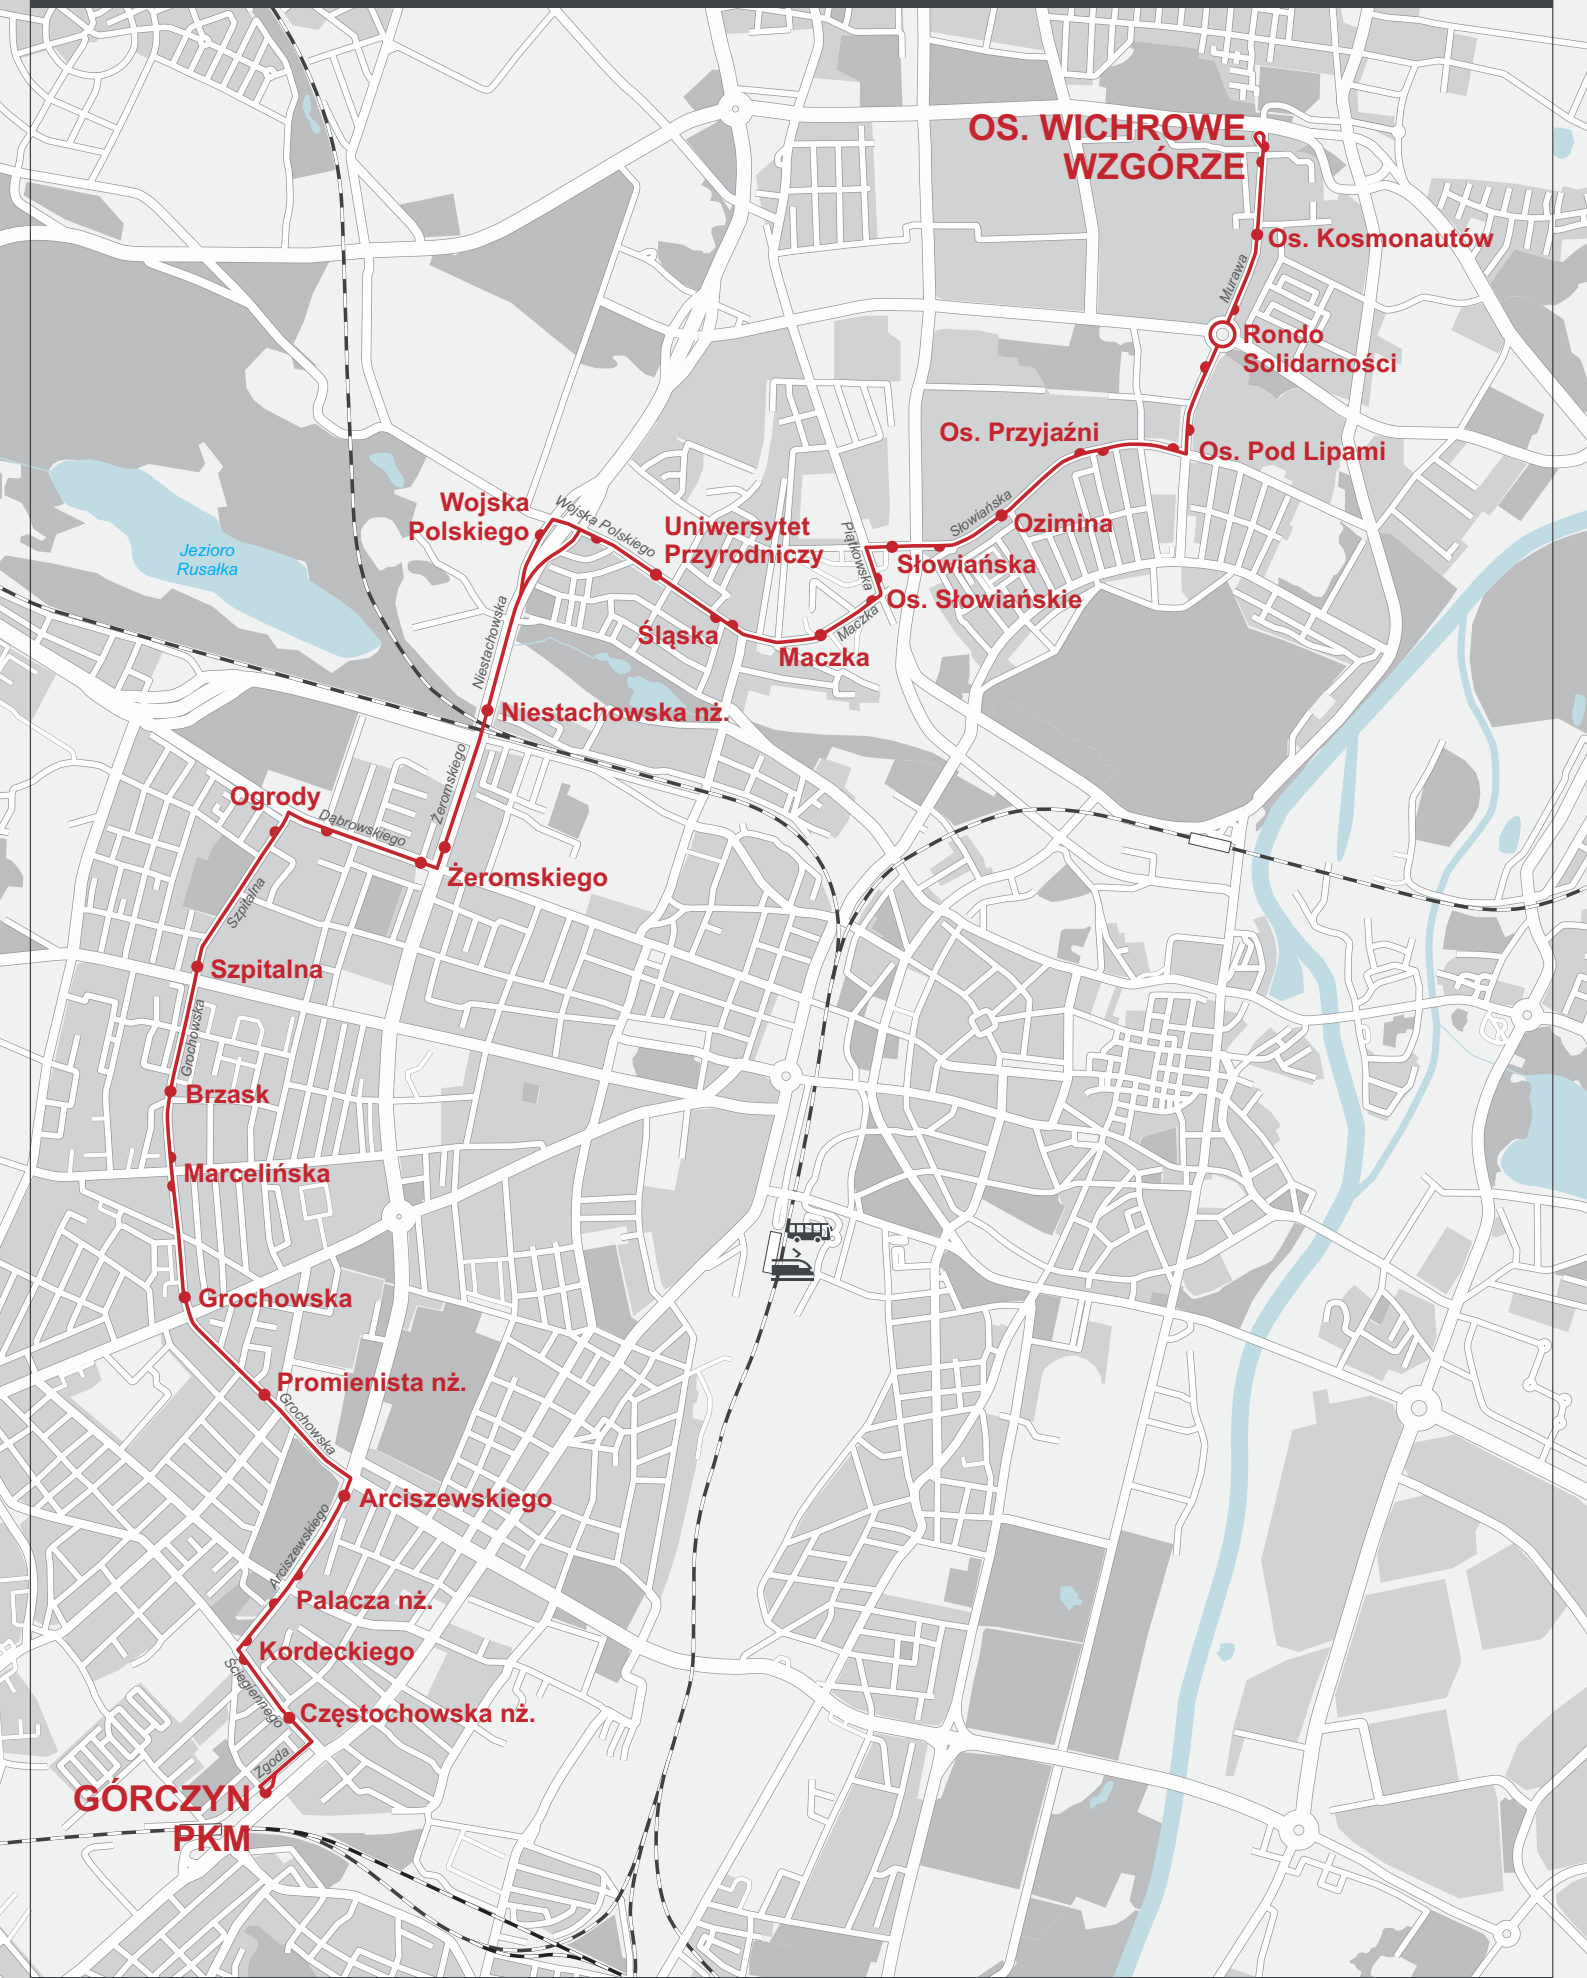 OS. WICHROWE
WZGÓRZE
Os. Kosmonautów
Murawa
Rondo
Solidarności
Os. Przyjaźni
Os. Pod Lipami
Wojska
Polskiego
Wojska Polskiego
Uniwersytet
Przyrodniczy
Piątkowska
Słowiańska
Ozimina
Słowiańska
Os. Słowiańskie
Jezioro
Rusałka
Śląska
Maczka
Maczka
Niestachowska
Niestachowska nż.
Żeromskiego
Ogrody
Dąbrowskiego
Żeromskiego
Szpitalna
Szpitalna
Grochowska
Brzask
Marcelińska
Grochowska
Promienista nż.
Grochowska
Arciszewskiego
Arciszewskiego
Palacza nż.
Kordeckiego
Ściegiennego
Częstochowska nż.
Zgoda
GÓRCZYN
PKM